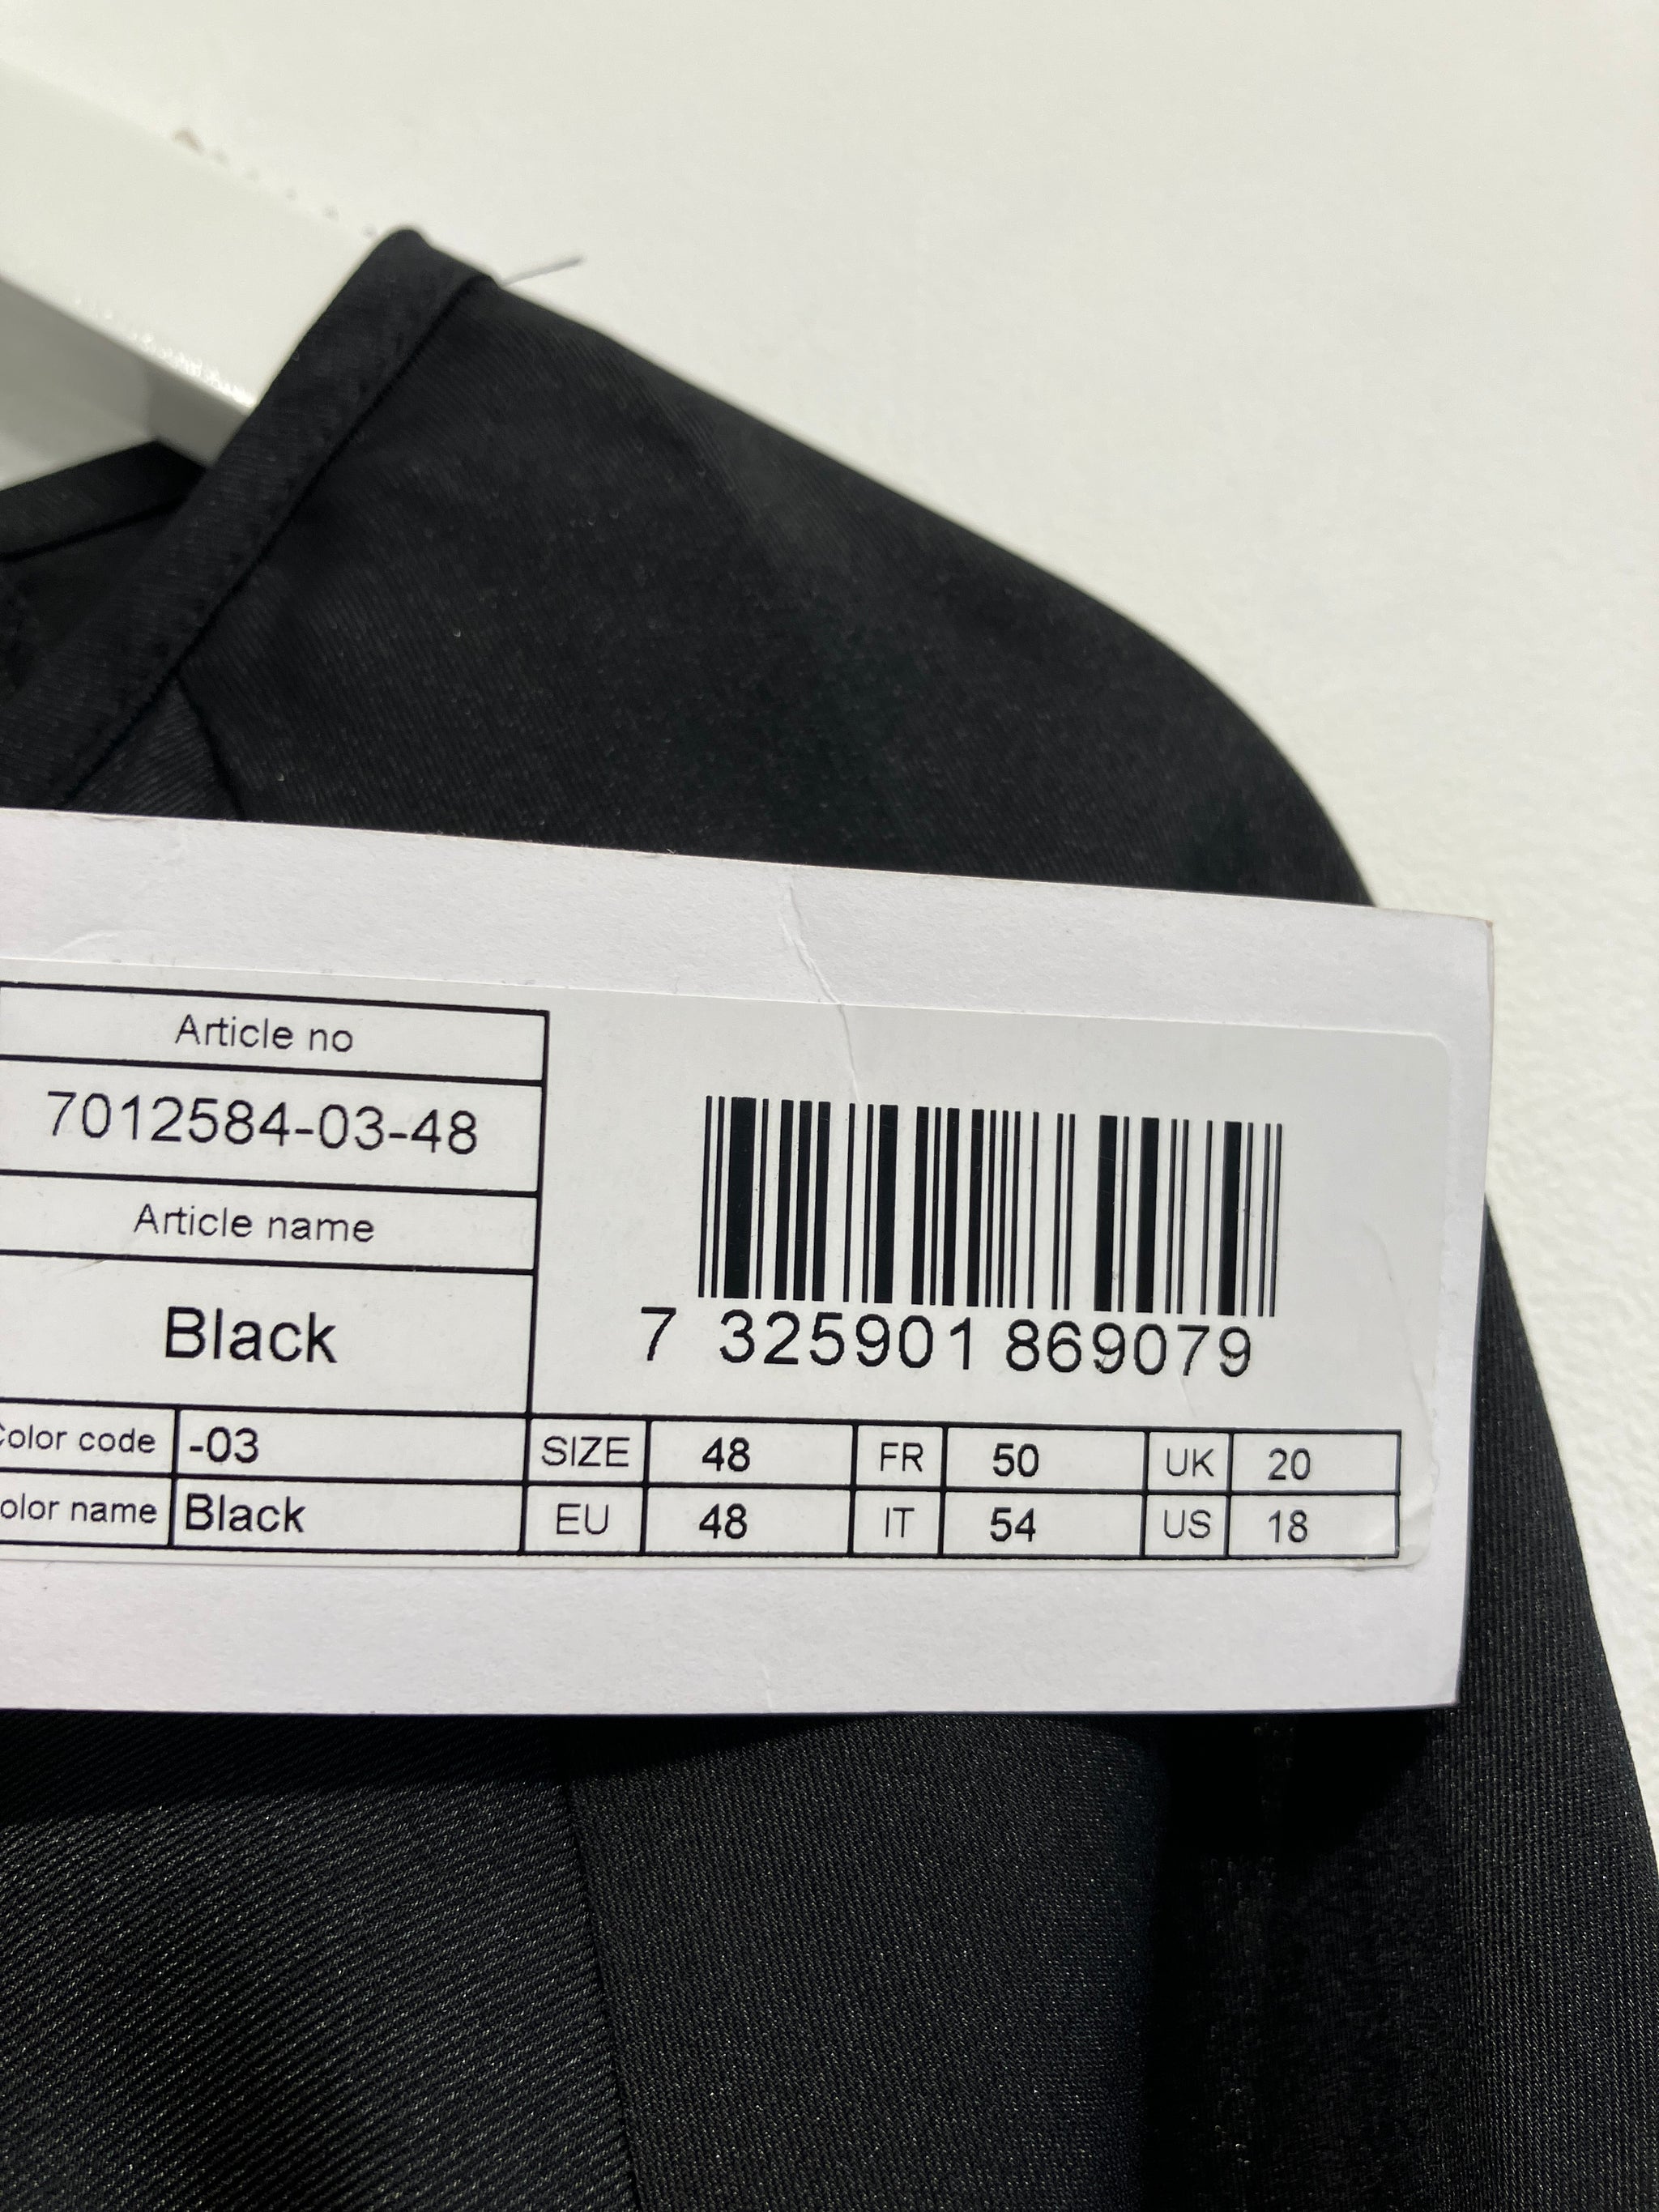 Article no
7012584-03-48
Article name
Black
7 325901 869079
Color code -03 SIZE 48 FR 50 UK 20
olor name Black EU 48 IT 54 US 18